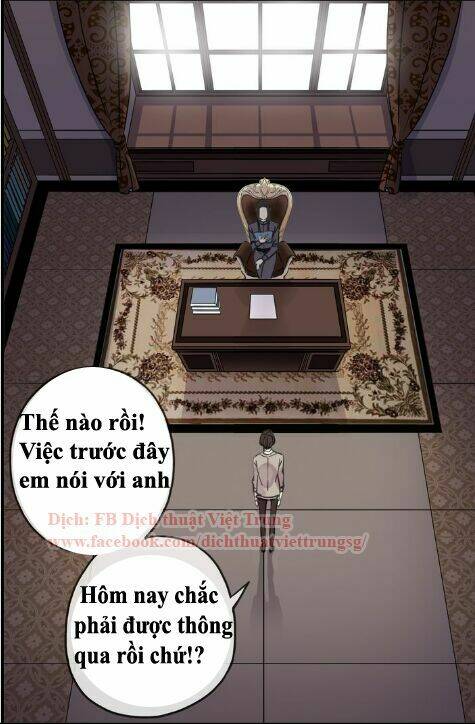 Thế nào rồi!
Việc trước đây
em nói với anh
Dịch: FB Dịch thuật Việt Trung
www.facebook.com/dichthuatviettrungsg/
Hôm nay chắc
phải được thông
qua rồi chứ!?